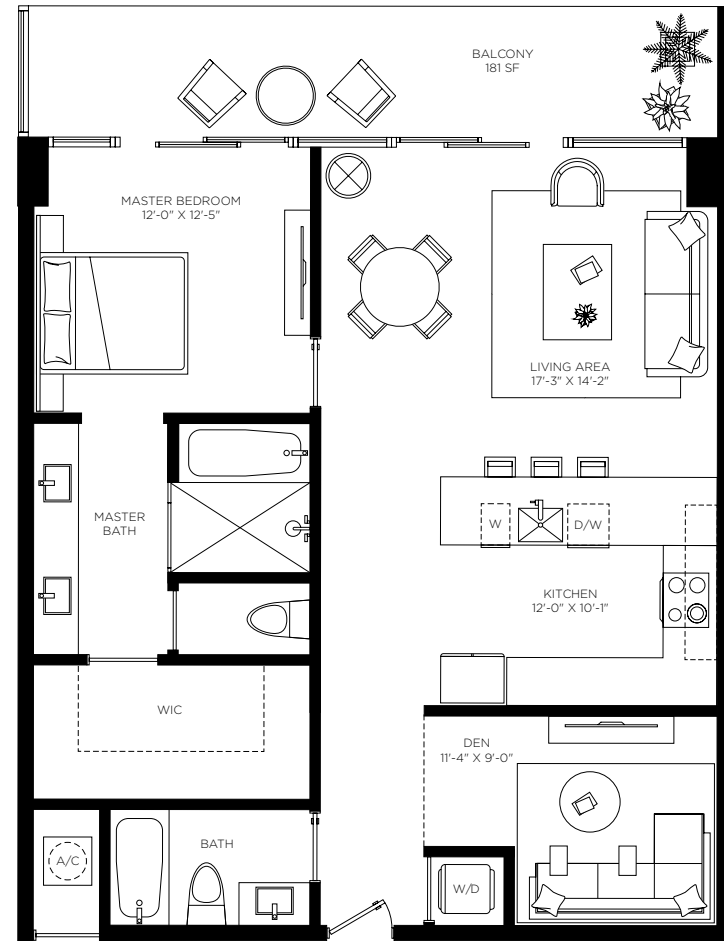 BALCONY
181 SF
MASTER BEDROOM
12'-0" X 12'-5"
LIVING AREA
17'-3" X 14'-2"
MASTER
BATH
W
D/W
KITCHEN
12'-0" X 10'-1"
WIC
DEN
11'-4" X 9'-0"
BATH
A/C
W/D